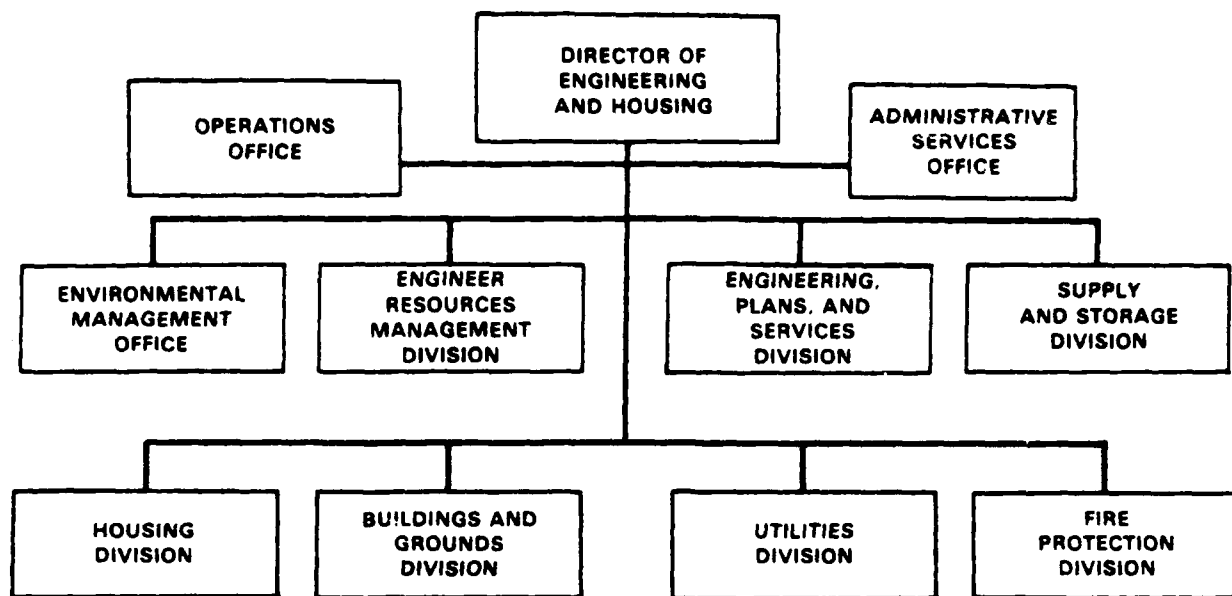 DIRECTOR OF
ENGINEERING
AND HOUSING
OPERATIONS
OFFICE
ADMINISTRATIVE
SERVICES
OFFICE
ENVIRONMENTAL
MANAGEMENT
OFFICE
ENGINEER
RESOURCES
MANAGEMENT
DIVISION
ENGINEERING,
PLANS, AND
SERVICES
DIVISION
SUPPLY
AND STORAGE
DIVISION
HOUSING
DIVISION
BUILDINGS AND
GROUNDS
DIVISION
UTILITIES
DIVISION
FIRE
PROTECTION
DIVISION